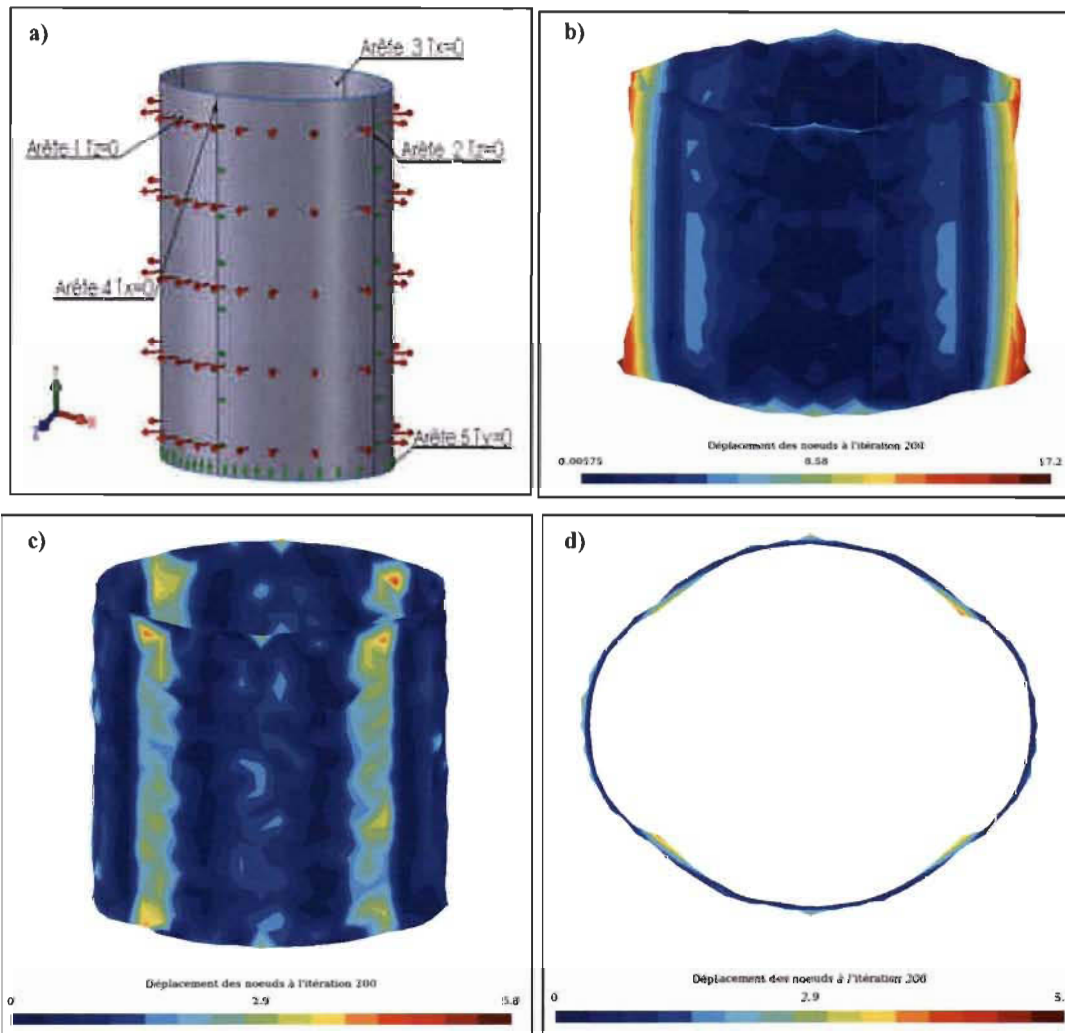 a)
Arête 3 Tx=0
Arête 1 Tz=0
Arête 2 Tz=0
Arête 4 Tx=0
Arête 5 Ty=0
b)
Déplacement des noeuds à l'itération 200
0.00575 8.58 17.2
c)
Déplacement des noeuds à l'itération 200
0 2.9 5.8
d)
Déplacement des noeuds à l'itération 200
0 2.9 5.